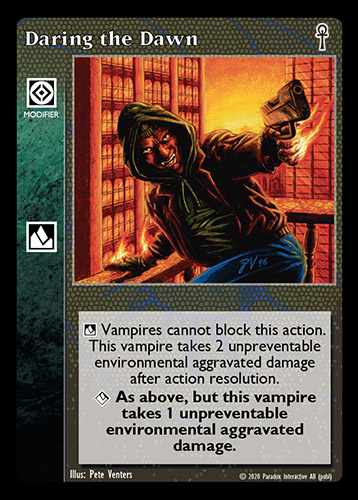 Daring the Dawn
MODIFIER
PV 96
Vampires cannot block this action.
This vampire takes 2 unpreventable
environmental aggravated damage
after action resolution.
As above, but this vampire
takes 1 unpreventable
environmental aggravated
damage.
Illus: Pete Venters
© 2020 Paradox Interactive AB (publ)